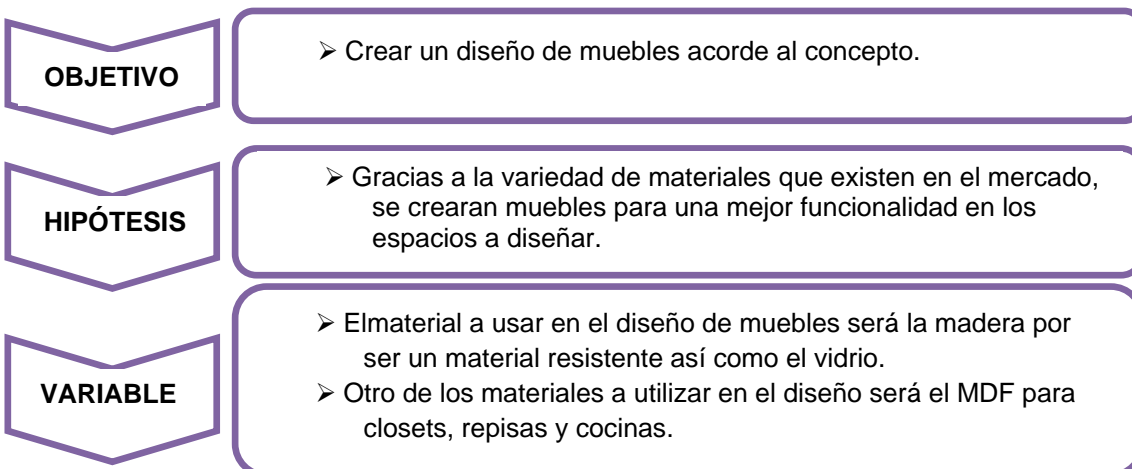 OBJETIVO
➢ Crear un diseño de muebles acorde al concepto.
HIPÓTESIS
➢ Gracias a la variedad de materiales que existen en el mercado,
se crearan muebles para una mejor funcionalidad en los
espacios a diseñar.
VARIABLE
➢ Elmaterial a usar en el diseño de muebles será la madera por
ser un material resistente así como el vidrio.
➢ Otro de los materiales a utilizar en el diseño será el MDF para
closets, repisas y cocinas.